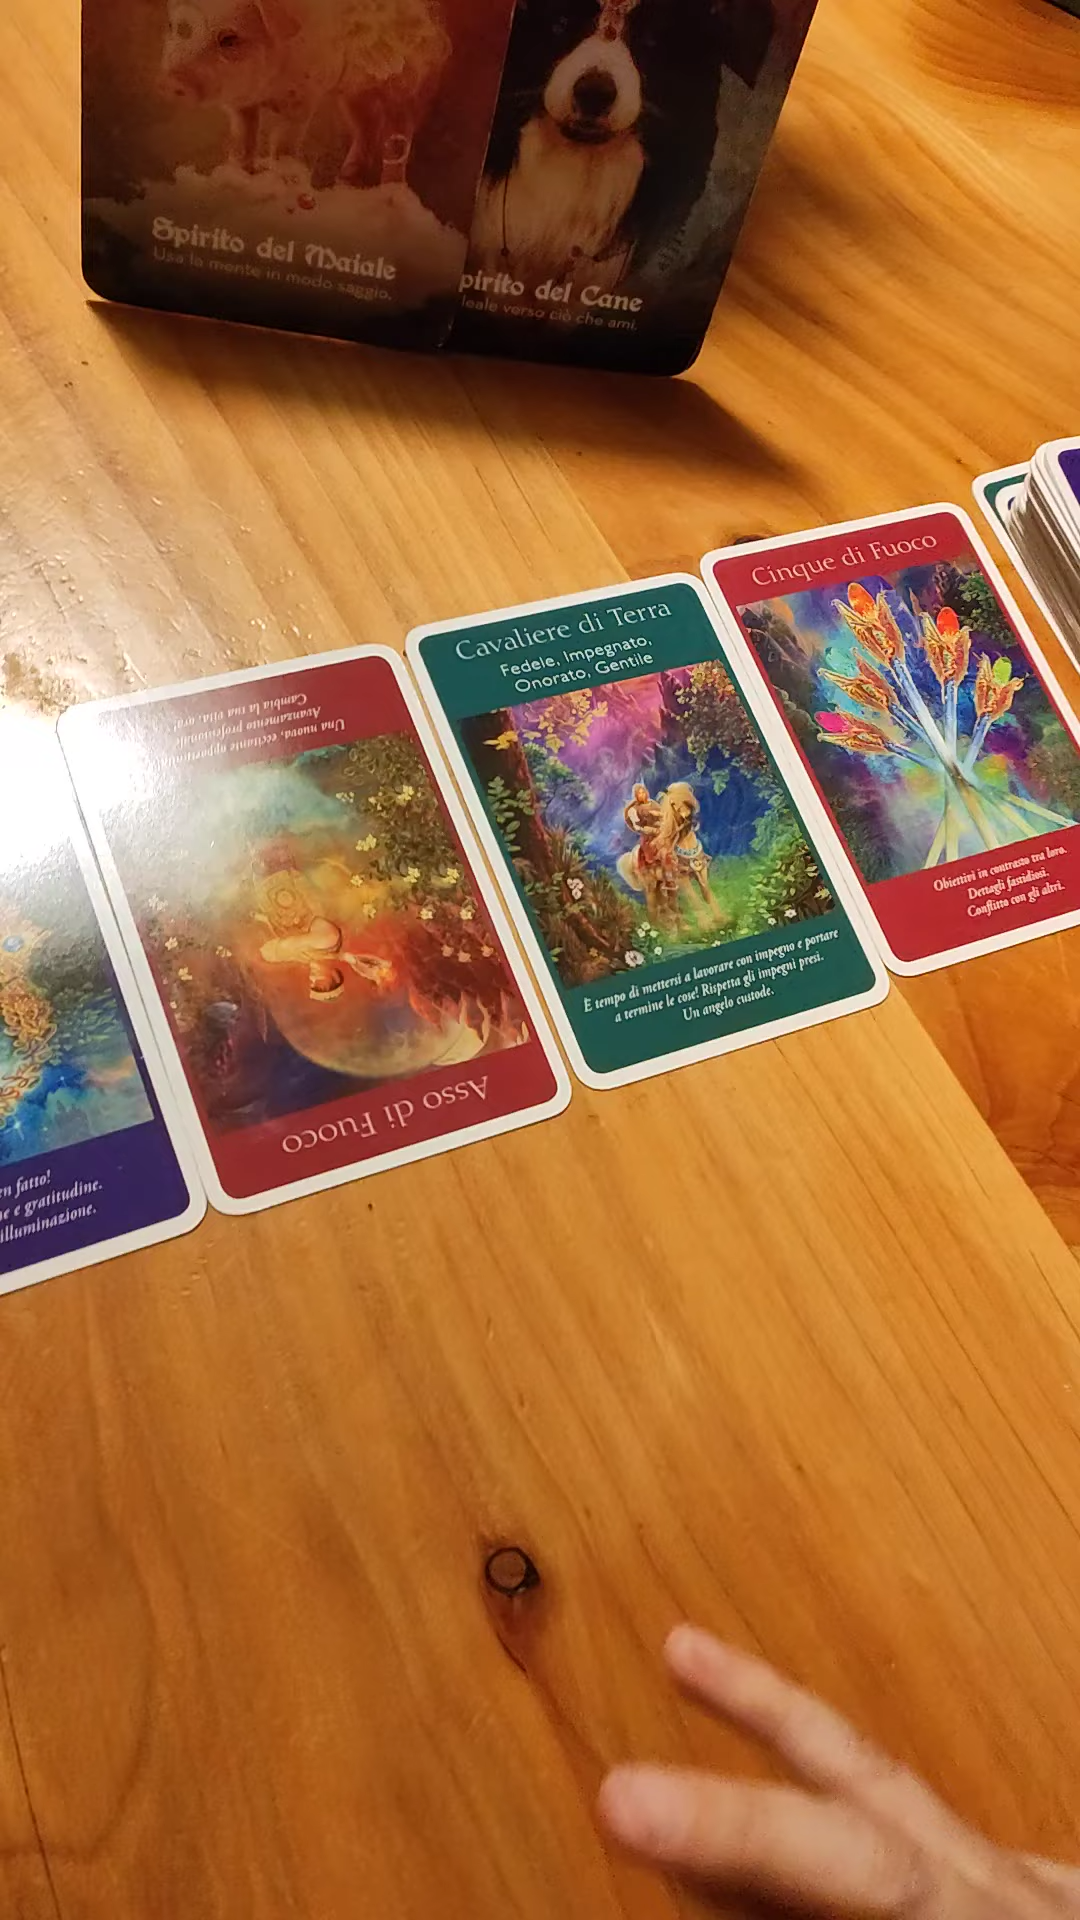 Spirito del Maiale
Usa la mente in modo saggio.
pirito del Cane
leale verso ciò che ami.
en fatto!
e e gratitudine.
illuminazione.
Una nuova, eccitante opportunità.
Avanzamento professionale.
Cambia la sua vita, ora!
Asso di Fuoco
Cavaliere di Terra
Fedele, Impegnato,
Onorato, Gentile
È tempo di mettersi a lavorare con impegno e portare
a termine le cose! Rispetta gli impegni presi.
Un angelo custode.
Cinque di Fuoco
Obiettivi in contrasto tra loro.
Dettagli fastidiosi.
Conflitto con gli altri.